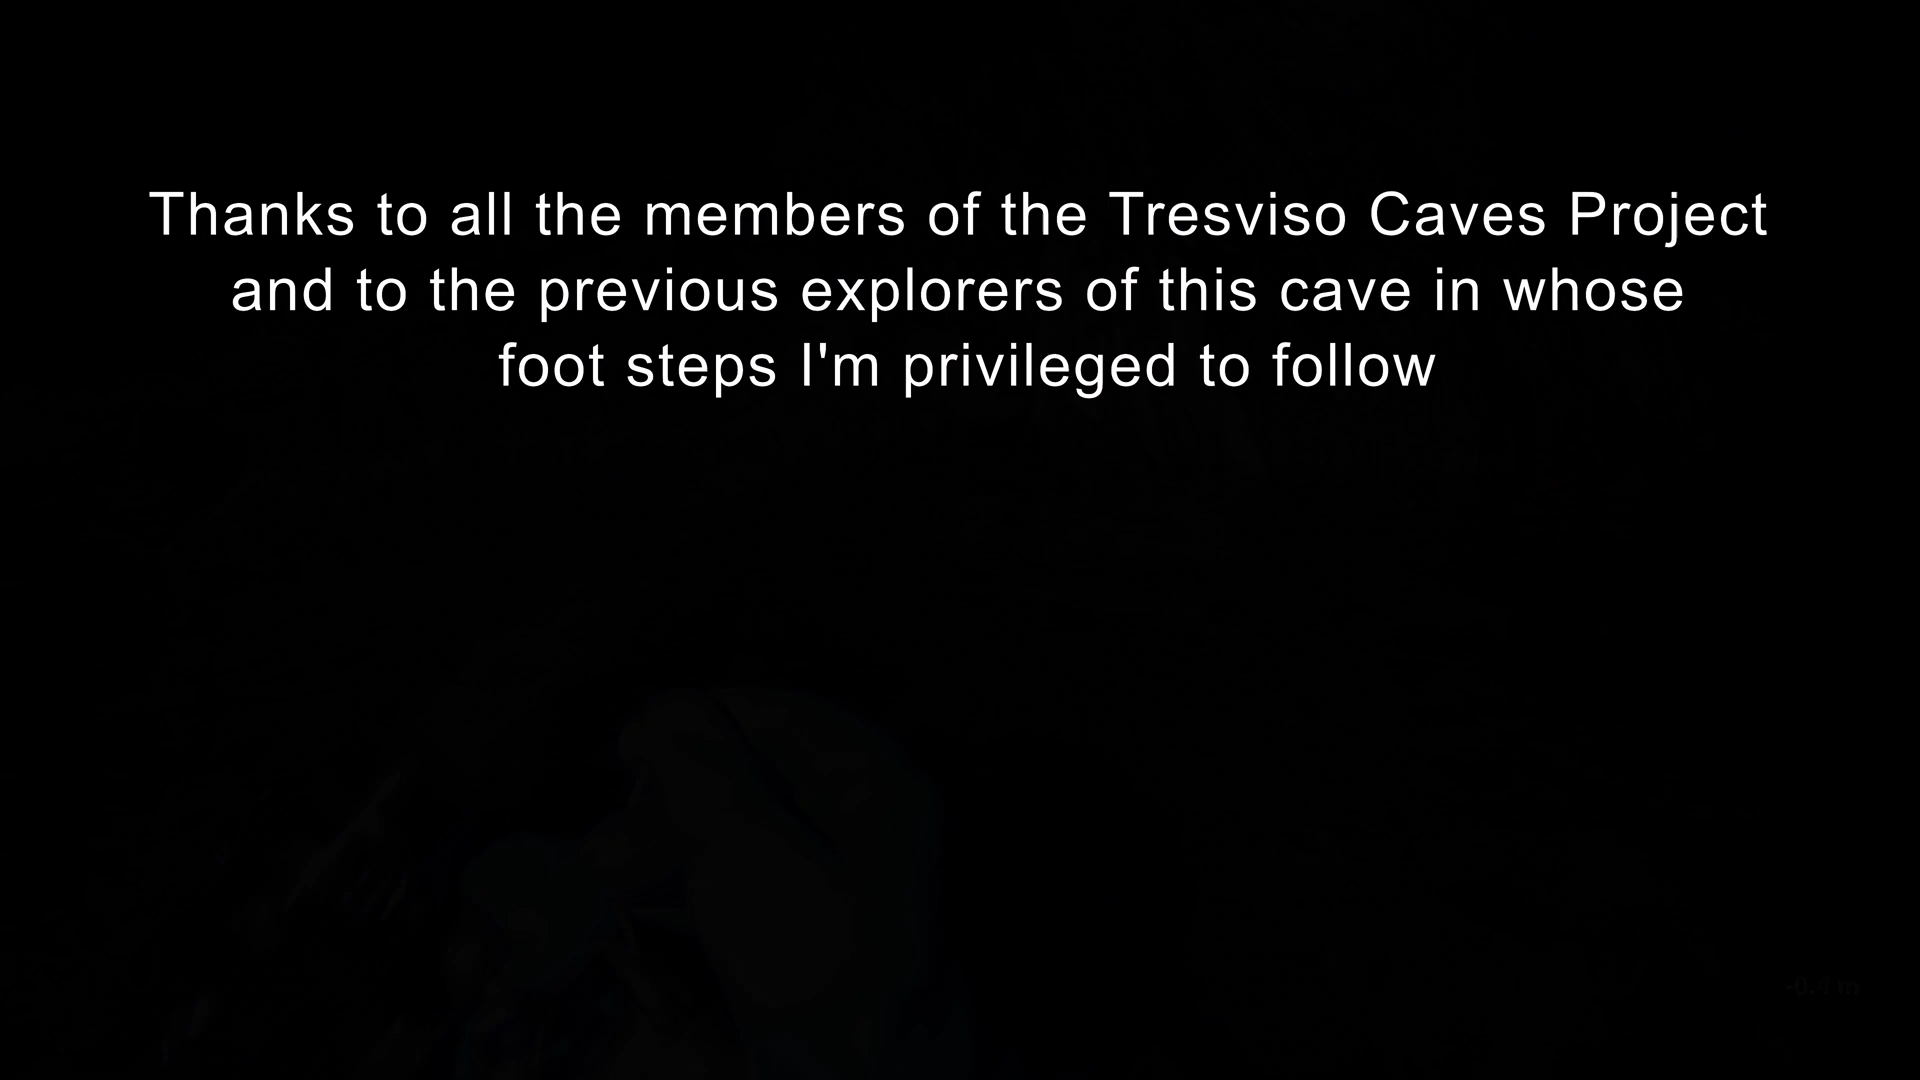 Thanks to all the members of the Tresviso Caves Project
and to the previous explorers of this cave in whose
foot steps I'm privileged to follow